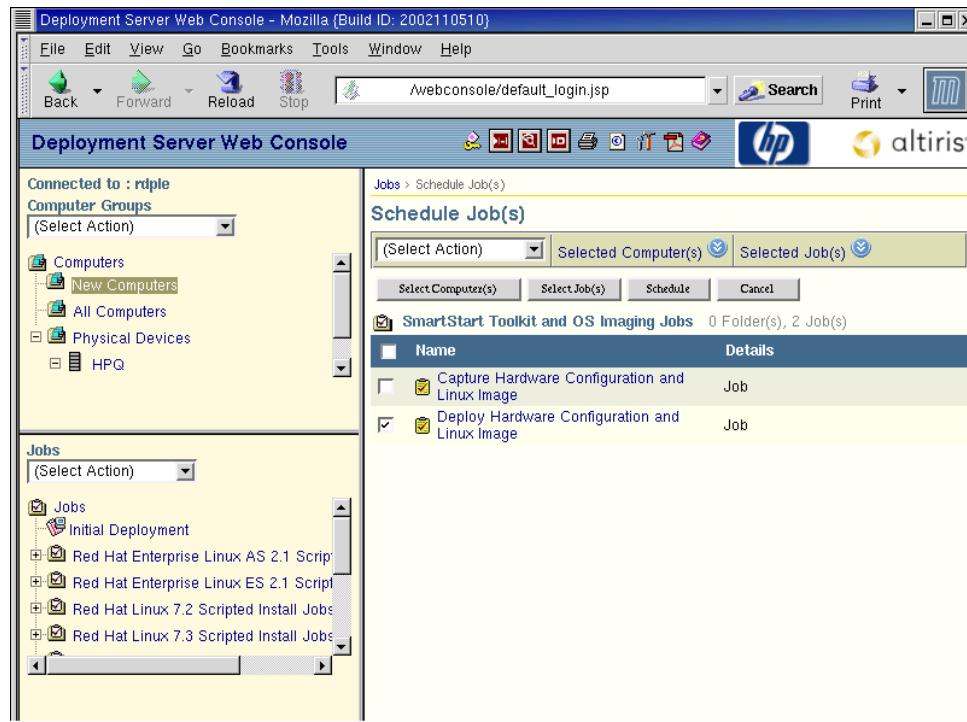 Deployment Server Web Console - Mozilla {Build ID: 2002110510}
File Edit View Go Bookmarks Tools Window Help
Back Forward Reload Stop /webconsole/default_login.jsp Search Print
Deployment Server Web Console hp altiris
Connected to : rdple
Computer Groups
(Select Action)
Computers
New Computers
All Computers
Physical Devices
HPQ
Jobs
(Select Action)
Jobs
Initial Deployment
Red Hat Enterprise Linux AS 2.1 Script
Red Hat Enterprise Linux ES 2.1 Script
Red Hat Linux 7.2 Scripted Install Jobs
Red Hat Linux 7.3 Scripted Install Jobs
Jobs > Schedule Job(s)
Schedule Job(s)
(Select Action) Selected Computer(s) Selected Job(s)
Select Computer(s) Select Job(s) Schedule Cancel
SmartStart Toolkit and OS Imaging Jobs 0 Folder(s), 2 Job(s)
Name Details
Capture Hardware Configuration and
Linux Image
Job
Deploy Hardware Configuration and
Linux Image
Job